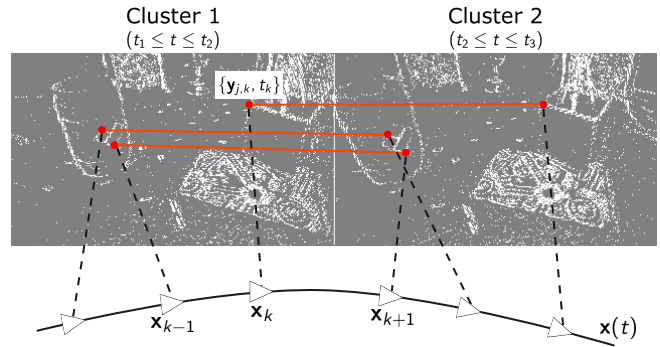 Cluster 1
(t₁ ≤ t ≤ t₂)
Cluster 2
(t₂ ≤ t ≤ t₃)
{y_{j,k}, t_k}
x_{k−1}
x_k
x_{k+1}
x(t)